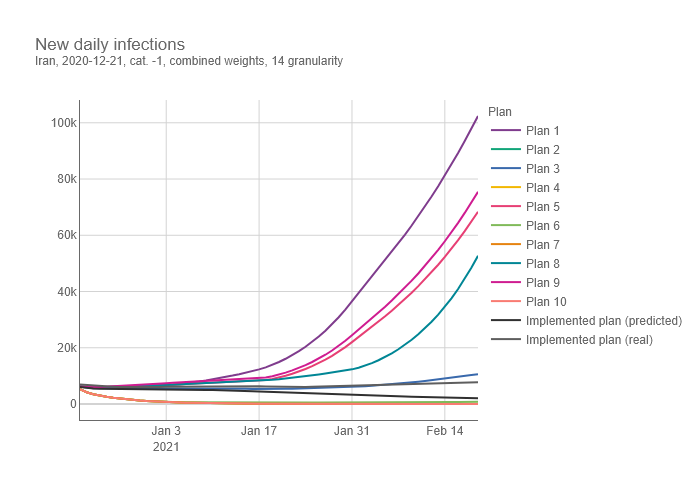 New daily infections
Iran, 2020-12-21, cat. -1, combined weights, 14 granularity
Plan
100k
80k
60k
40k
20k
0
Jan 3
2021
Jan 17
Jan 31
Feb 14
Plan 1
Plan 2
Plan 3
Plan 4
Plan 5
Plan 6
Plan 7
Plan 8
Plan 9
Plan 10
Implemented plan (predicted)
Implemented plan (real)